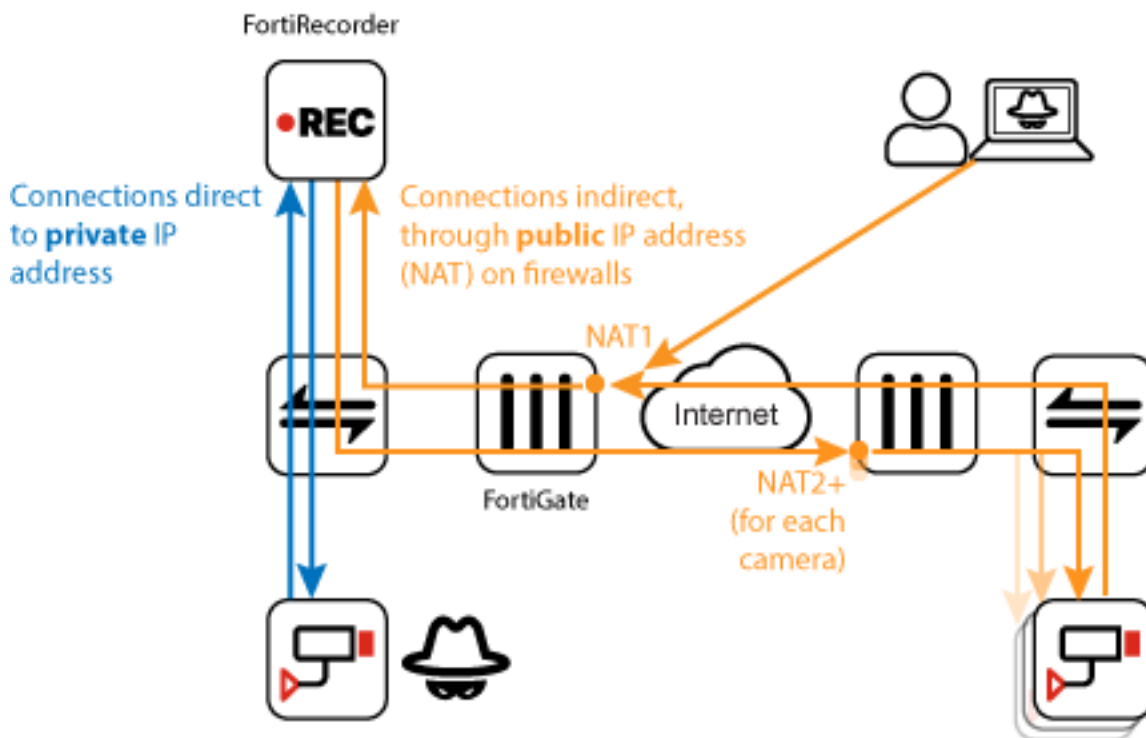 FortiRecorder
REC
Connections direct
to private IP
address
Connections indirect,
through public IP address
(NAT) on firewalls
NAT1
Internet
FortiGate
NAT2+
(for each
camera)